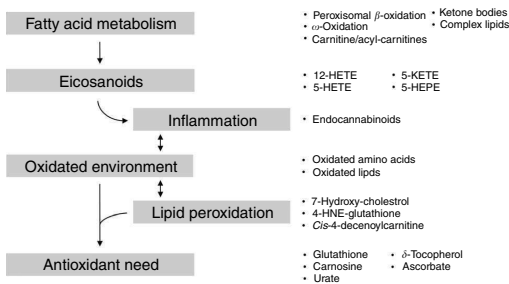 Fatty acid metabolism
• Peroxisomal β-oxidation • Ketone bodies
• ω-Oxidation • Complex lipids
• Carnitine/acyl-carnitines
Eicosanoids
• 12-HETE • 5-KETE
• 5-HETE • 5-HEPE
Inflammation
• Endocannabinoids
Oxidated environment
• Oxidated amino acids
• Oxidated lipds
Lipid peroxidation
• 7-Hydroxy-cholestrol
• 4-HNE-glutathione
• Cis-4-decenoylcarnitine
Antioxidant need
• Glutathione • δ-Tocopherol
• Carnosine • Ascorbate
• Urate